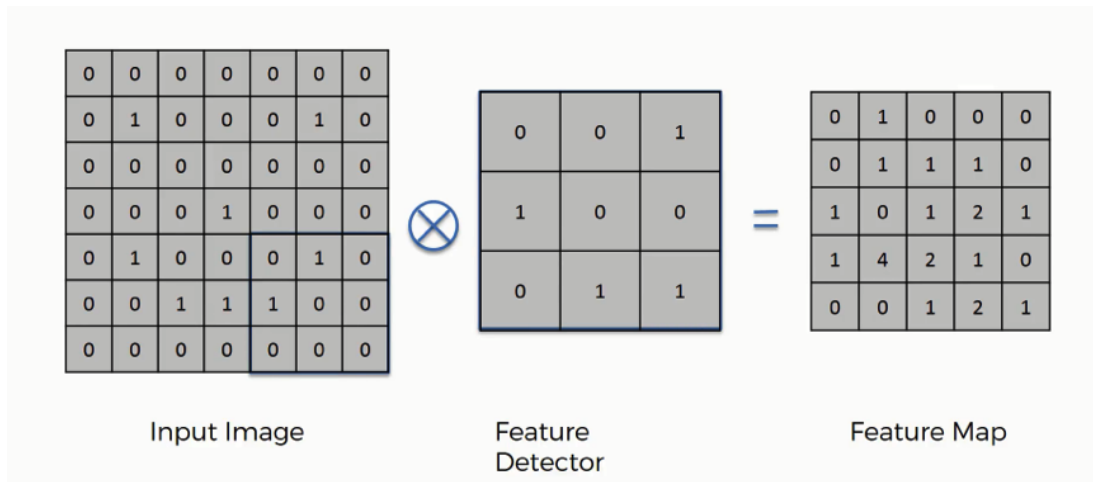 0 0 0 0 0 0 0
0 1 0 0 0 1 0
0 0 0 0 0 0 0
0 0 0 1 0 0 0
0 1 0 0 0 1 0
0 0 1 1 1 0 0
0 0 0 0 0 0 0
0 0 1
1 0 0
0 1 1
=
0 1 0 0 0
0 1 1 1 0
1 0 1 2 1
1 4 2 1 0
0 0 1 2 1
Input Image
Feature
Detector
Feature Map